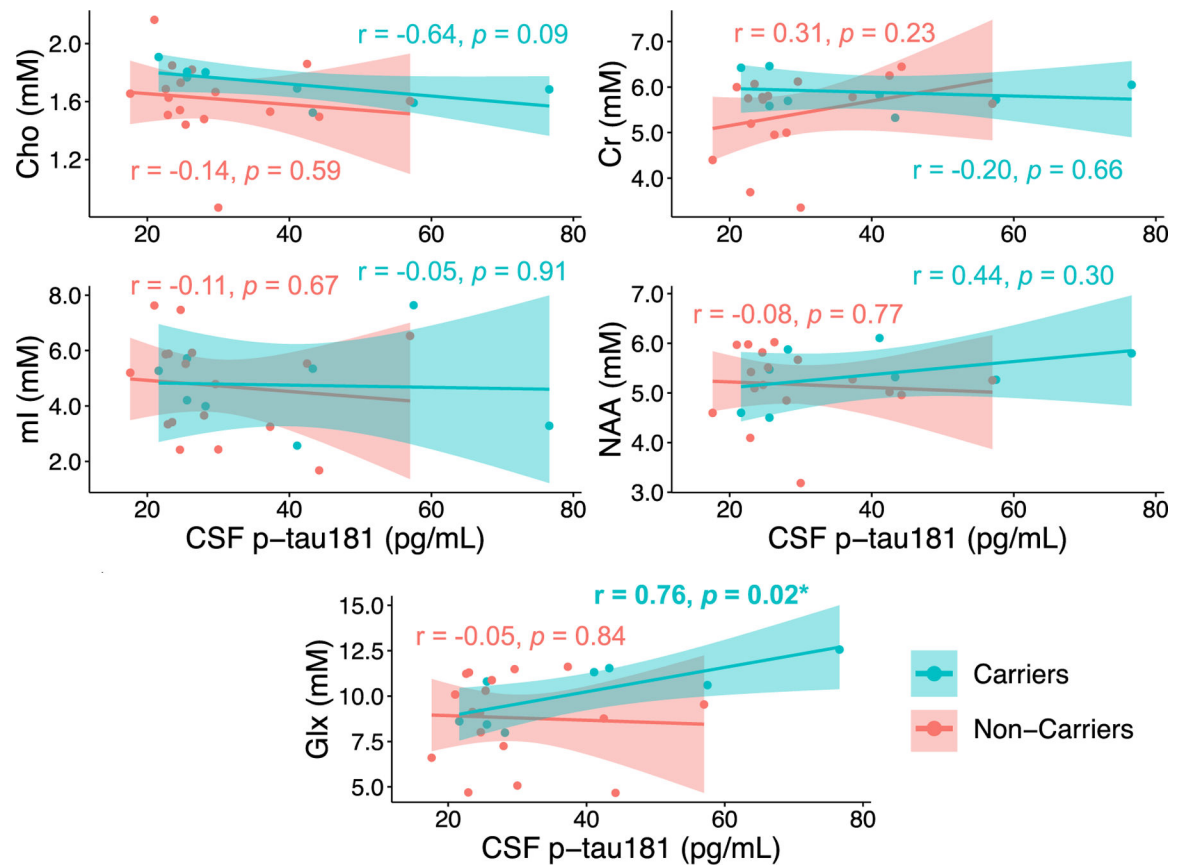 r = -0.64, p = 0.09
r = -0.14, p = 0.59
Cho (mM)
2.0
1.6
1.2
20 40 60 80
r = 0.31, p = 0.23
r = -0.20, p = 0.66
Cr (mM)
7.0
6.0
5.0
4.0
20 40 60 80
r = -0.11, p = 0.67
r = -0.05, p = 0.91
mI (mM)
8.0
6.0
4.0
2.0
20 40 60 80
CSF p-tau181 (pg/mL)
r = 0.44, p = 0.30
r = -0.08, p = 0.77
NAA (mM)
7.0
6.0
5.0
4.0
3.0
20 40 60 80
CSF p-tau181 (pg/mL)
r = 0.76, p = 0.02*
r = -0.05, p = 0.84
Glx (mM)
15.0
12.5
10.0
7.5
5.0
20 40 60 80
CSF p-tau181 (pg/mL)
Carriers
Non-Carriers